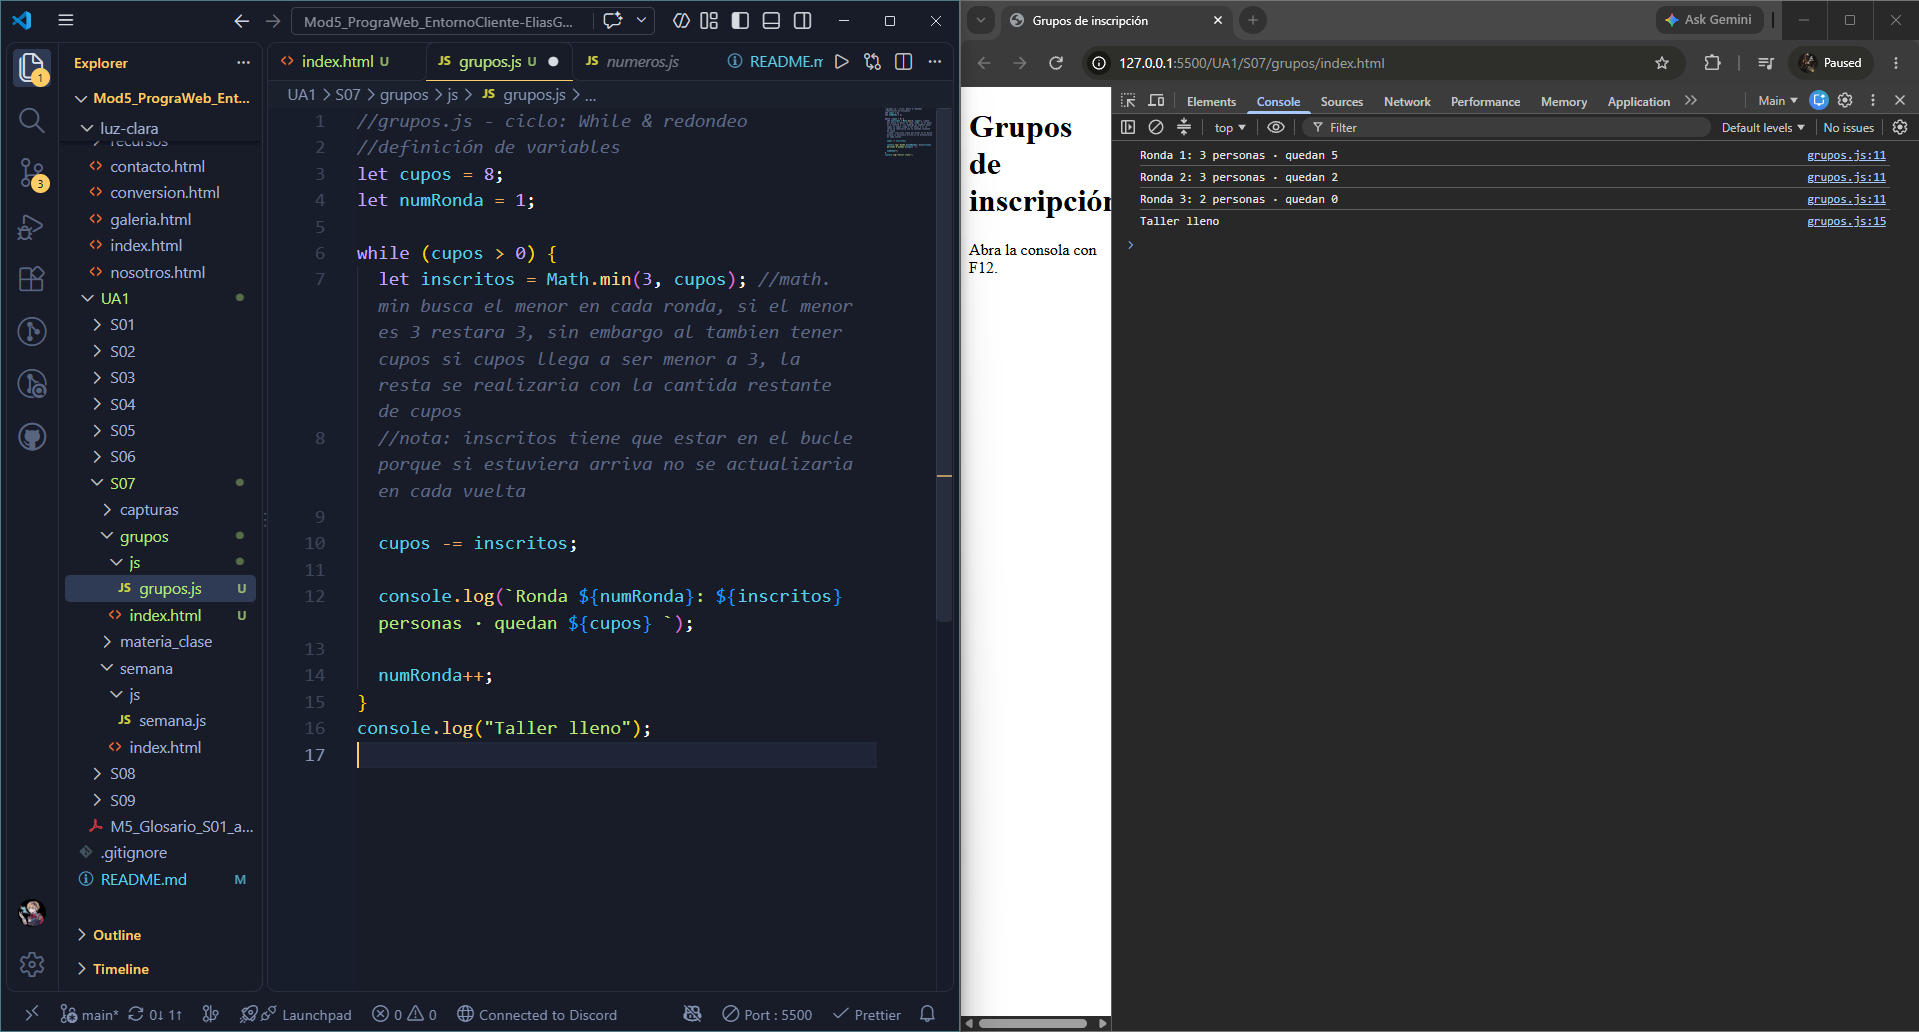 Mod5_PrograWeb_EntornoCliente-EliasG...
Explorer
Mod5_PrograWeb_Ent...
luz-clara
recursos
contacto.html
conversion.html
galeria.html
index.html
nosotros.html
UA1
S01
S02
S03
S04
S05
S06
S07
capturas
grupos
js
JS grupos.js U
index.html U
materia_clase
semana
js
JS semana.js
index.html
S08
S09
M5_Glosario_S01_a...
.gitignore
README.md M
Outline
Timeline
1
3
index.html U
JS grupos.js U
JS numeros.js
README.m
UA1 > S07 > grupos > js > JS grupos.js > ...
1 //grupos.js - ciclo: While & redondeo
2 //definición de variables
3 let cupos = 8;
4 let numRonda = 1;
5
6 while (cupos > 0) {
7 let inscritos = Math.min(3, cupos); //math.
min busca el menor en cada ronda, si el menor
es 3 restara 3, sin embargo al tambien tener
cupos si cupos llega a ser menor a 3, la
resta se realizaria con la cantida restante
de cupos
8 //nota: inscritos tiene que estar en el bucle
porque si estuviera arriva no se actualizaria
en cada vuelta
9
10 cupos -= inscritos;
11
12 console.log(`Ronda ${numRonda}: ${inscritos}
personas · quedan ${cupos} `);
13
14 numRonda++;
15 }
16 console.log("Taller lleno");
17
main* 0↓ 1↑ Launchpad 0 0 Connected to Discord Port : 5500 Prettier
Grupos de inscripción
Ask Gemini
127.0.0.1:5500/UA1/S07/grupos/index.html
Paused
Grupos
de
inscripción
Abra la consola con
F12.
Elements Console Sources Network Performance Memory Application Main
top Filter Default levels No issues
Ronda 1: 3 personas · quedan 5 grupos.js:11
Ronda 2: 3 personas · quedan 2 grupos.js:11
Ronda 3: 2 personas · quedan 0 grupos.js:11
Taller lleno grupos.js:15